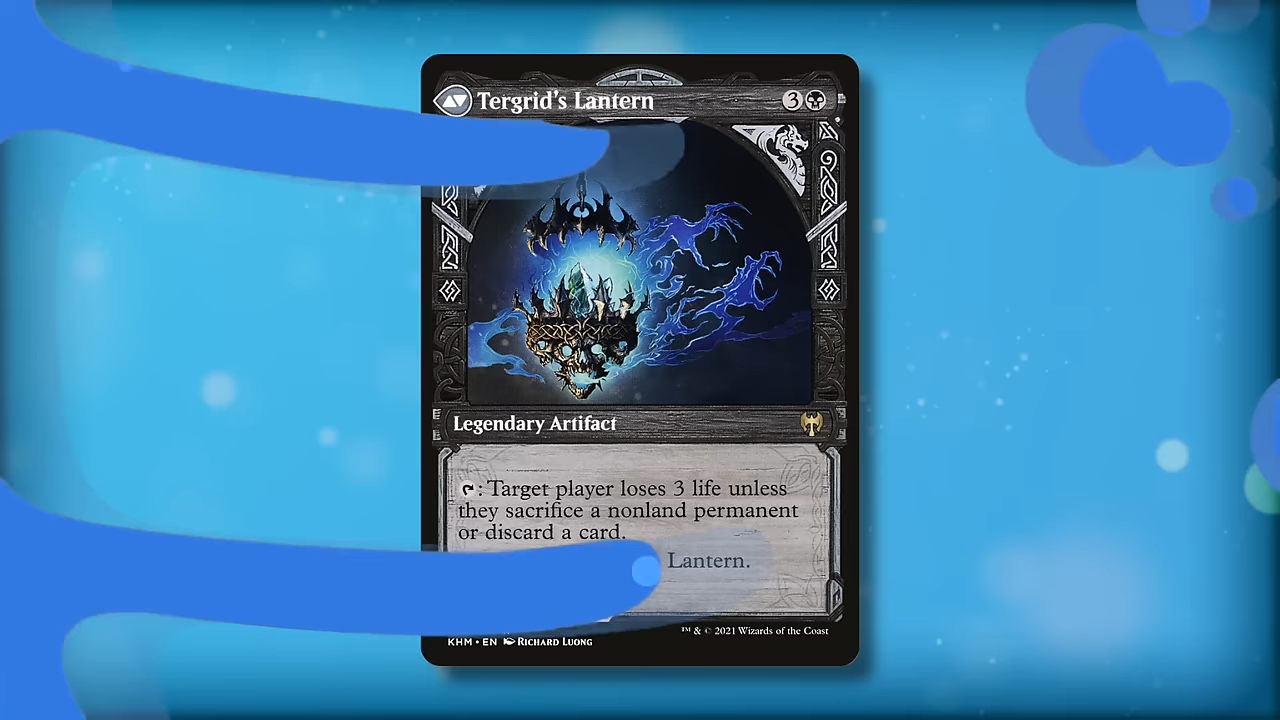 Tergrid's Lantern 3
Legendary Artifact
: Target player loses 3 life unless
they sacrifice a nonland permanent
or discard a card.
Lantern.
™ & © 2021 Wizards of the Coast
KHM • EN Richard Luong